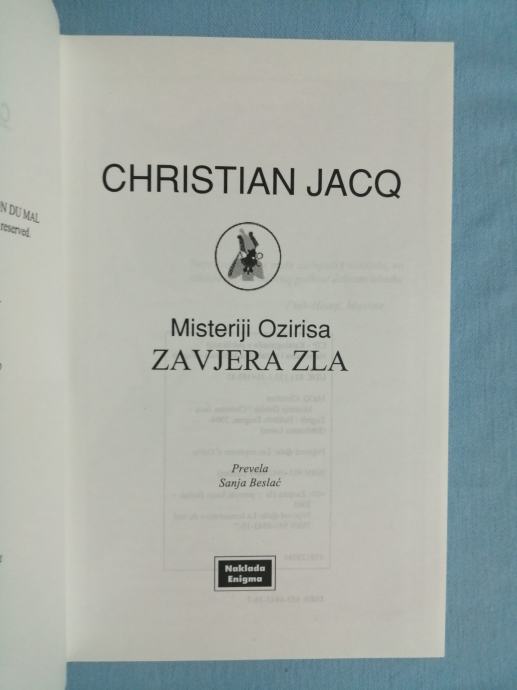 N DU MAL
reserved.
CHRISTIAN JACQ
Misteriji Ozirisa
ZAVJERA ZLA
Prevela
Sanja Beslać
Naklada
Enigma